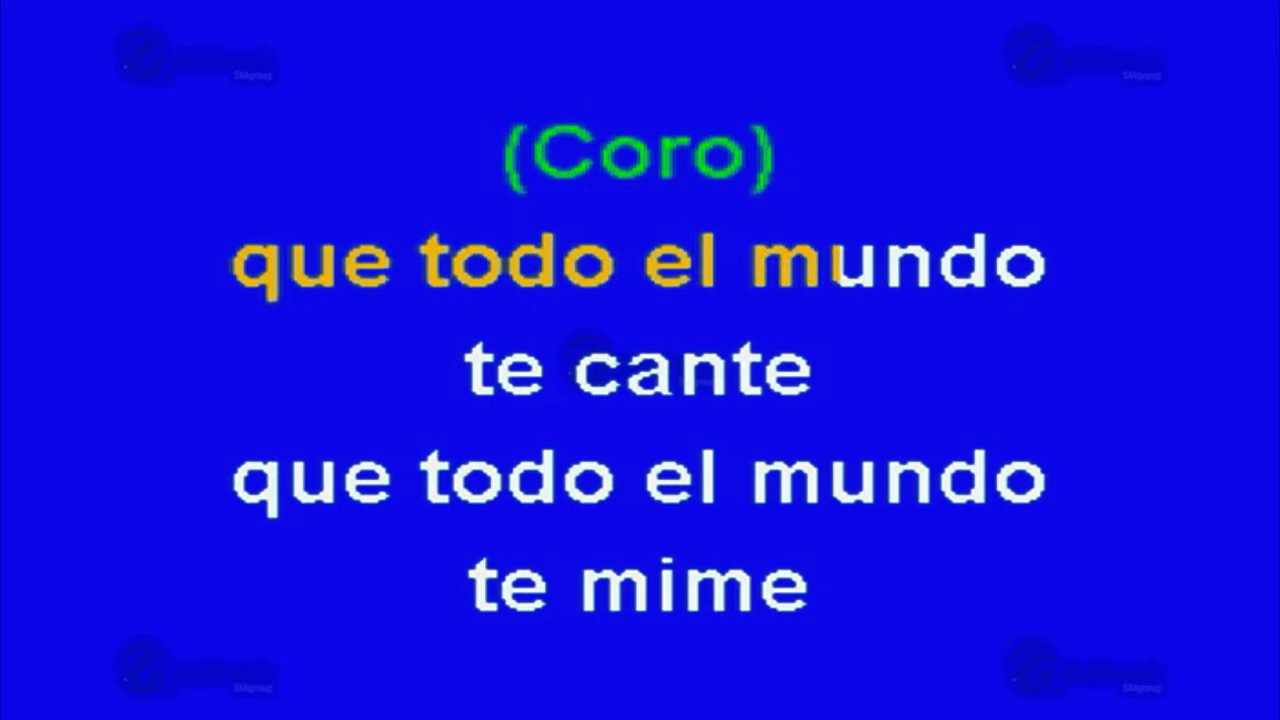 (Coro)
que todo el mundo
te cante
que todo el mundo
te mime